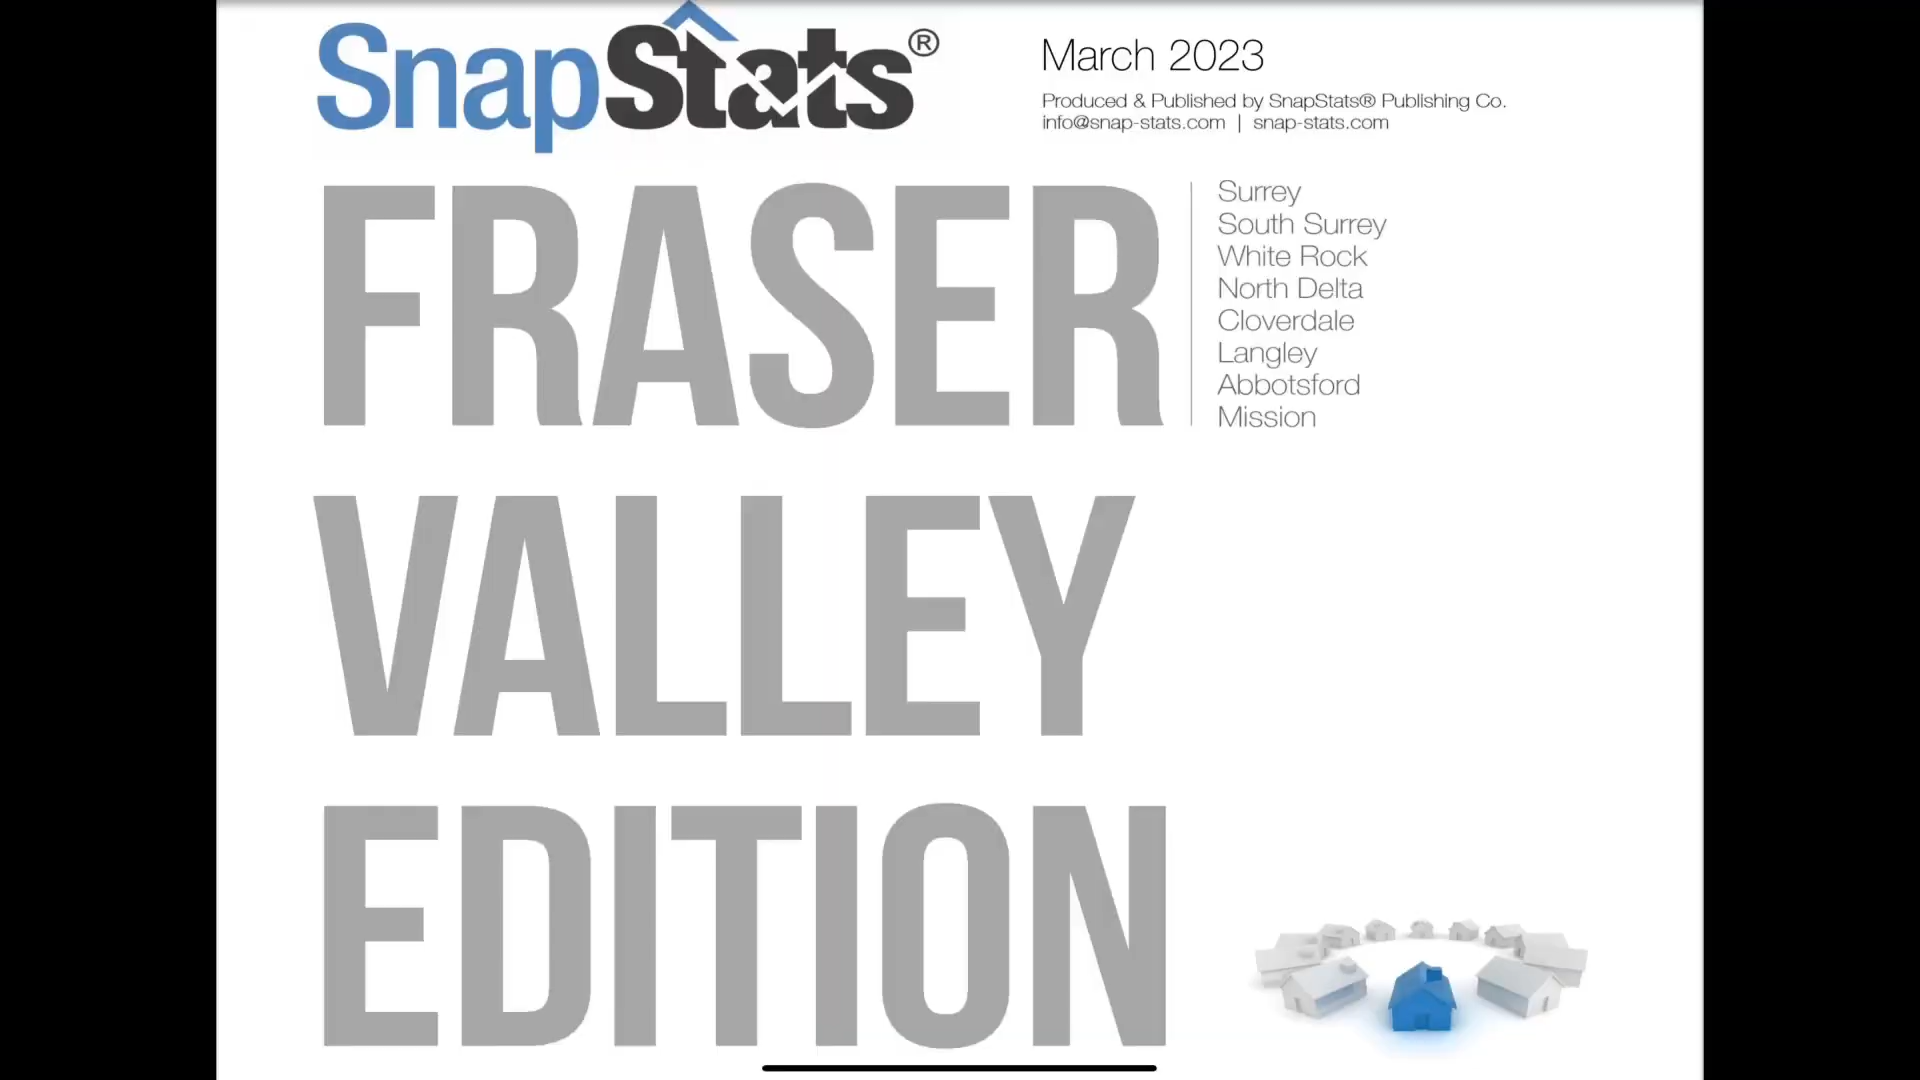 SnapStats®
March 2023
Produced & Published by SnapStats® Publishing Co.
info@snap-stats.com | snap-stats.com
FRASER
Surrey
South Surrey
White Rock
North Delta
Cloverdale
Langley
Abbotsford
Mission
VALLEY
EDITION